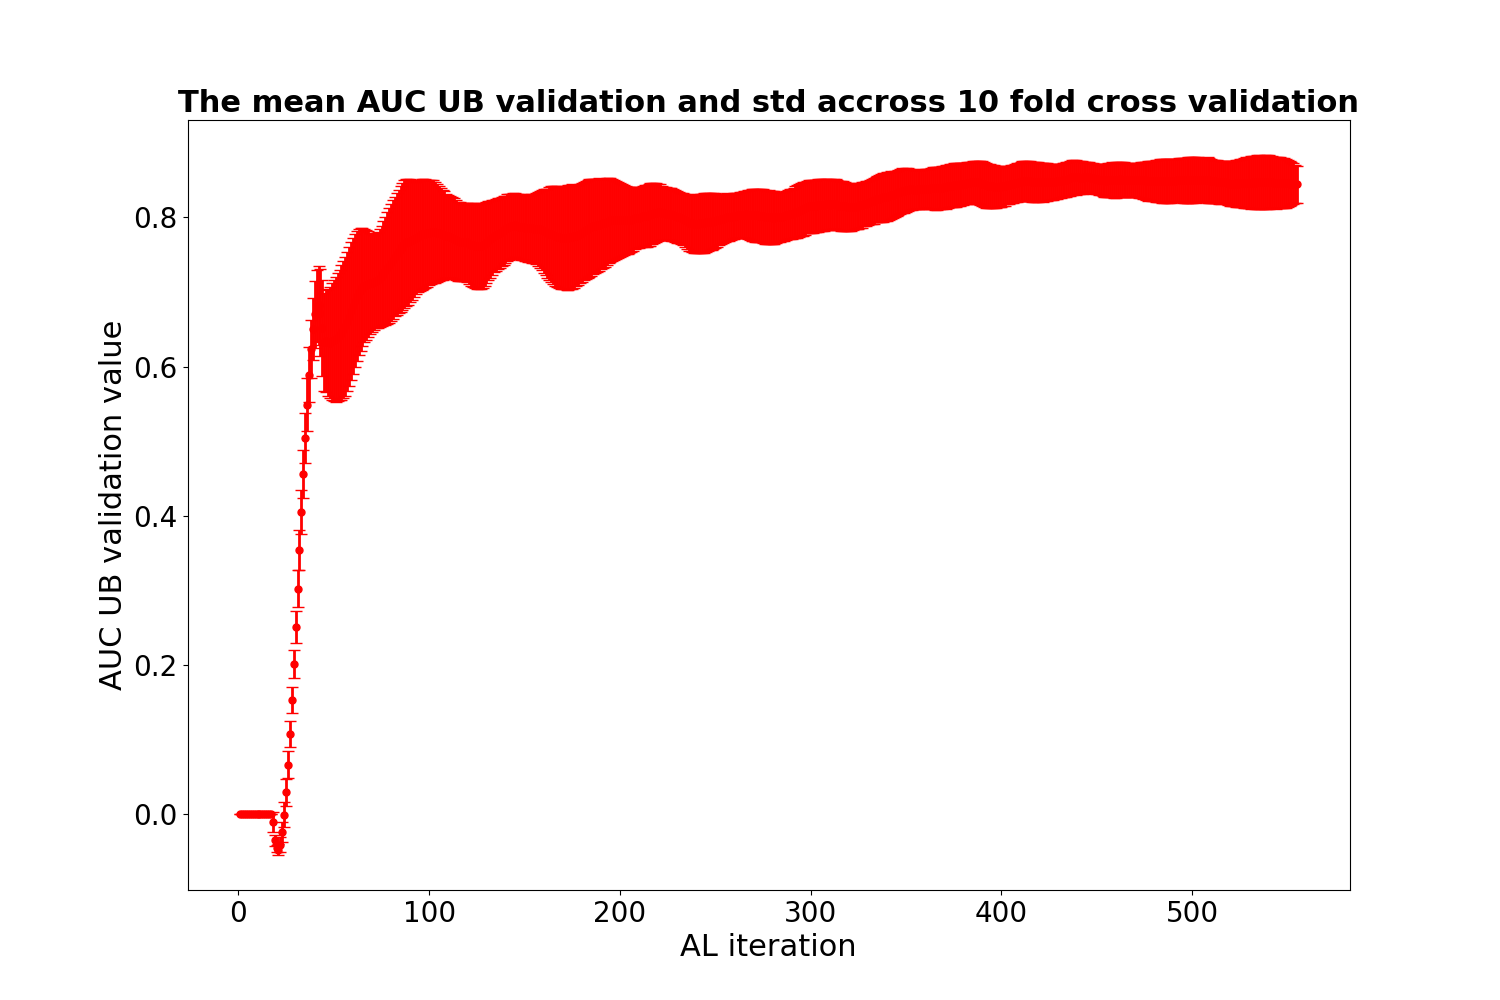 The mean AUC UB validation and std accross 10 fold cross validation
AUC UB validation value
0.8
0.6
0.4
0.2
0.0
0 100 200 300 400 500
AL iteration